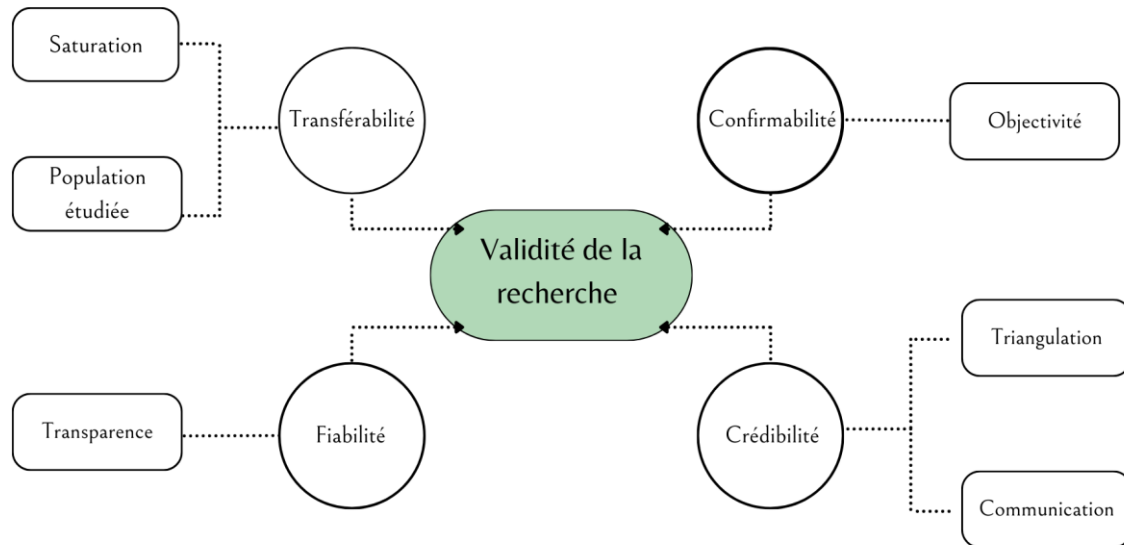 Saturation
Transférabilité
Population
étudiée
Confirmabilité
Objectivité
Validité de la
recherche
Transparence
Fiabilité
Crédibilité
Triangulation
Communication